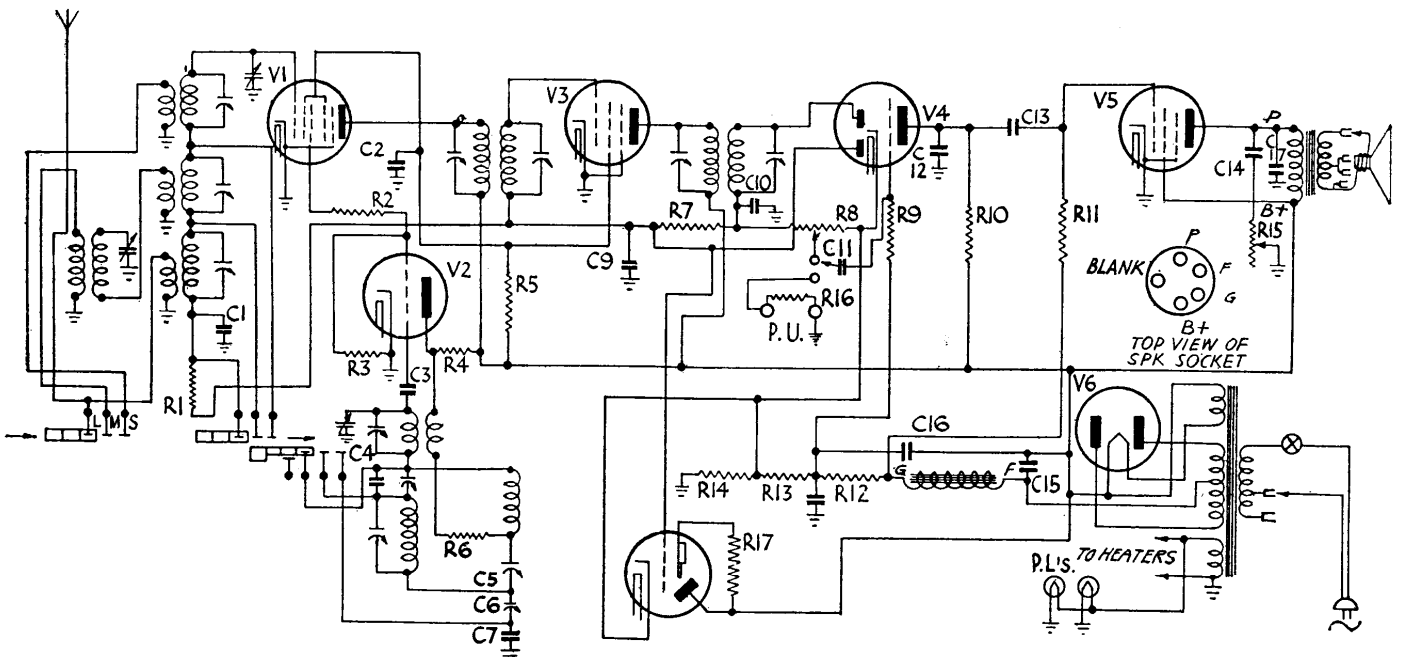 V1
C2
R2
V3
C10
R7
C9
R5
V4
C
12
R8
C11
R9
R16
P.U.
R10
C13
R11
V5
P
C14
C
17
B+
R15
P
BLANK
F
G
B+
TOP VIEW OF
SPK SOCKET
C1
R1
L
M
S
V2
R3
C3
R4
C4
R6
C5
C6
C7
V6
C16
G
F
C15
R14
R13
R12
R17
P.L's.
TO HEATERS